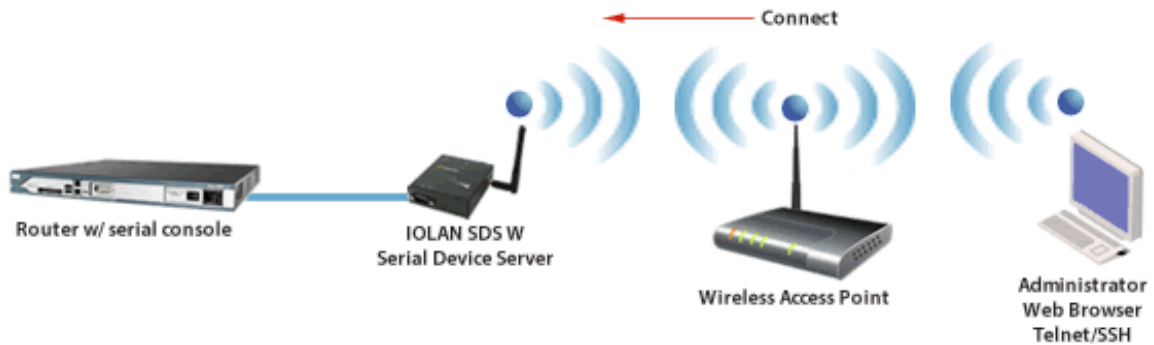 Connect
Router w/ serial console
IOLAN SDS W
Serial Device Server
Wireless Access Point
Administrator
Web Browser
Telnet/SSH